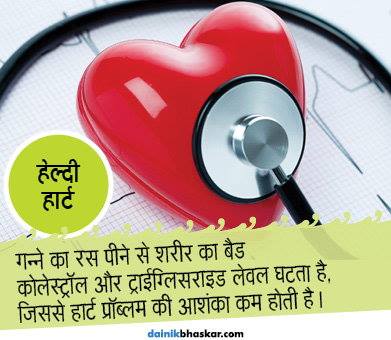 हेल्दी
हार्ट
गन्ने का रस पीने से शरीर का बैड
कोलेस्ट्रॉल और ट्राईग्लिसराइड लेवल घटता है,
जिससे हार्ट प्रॉब्लम की आशंका कम होती है।
dainikbhaskar.com